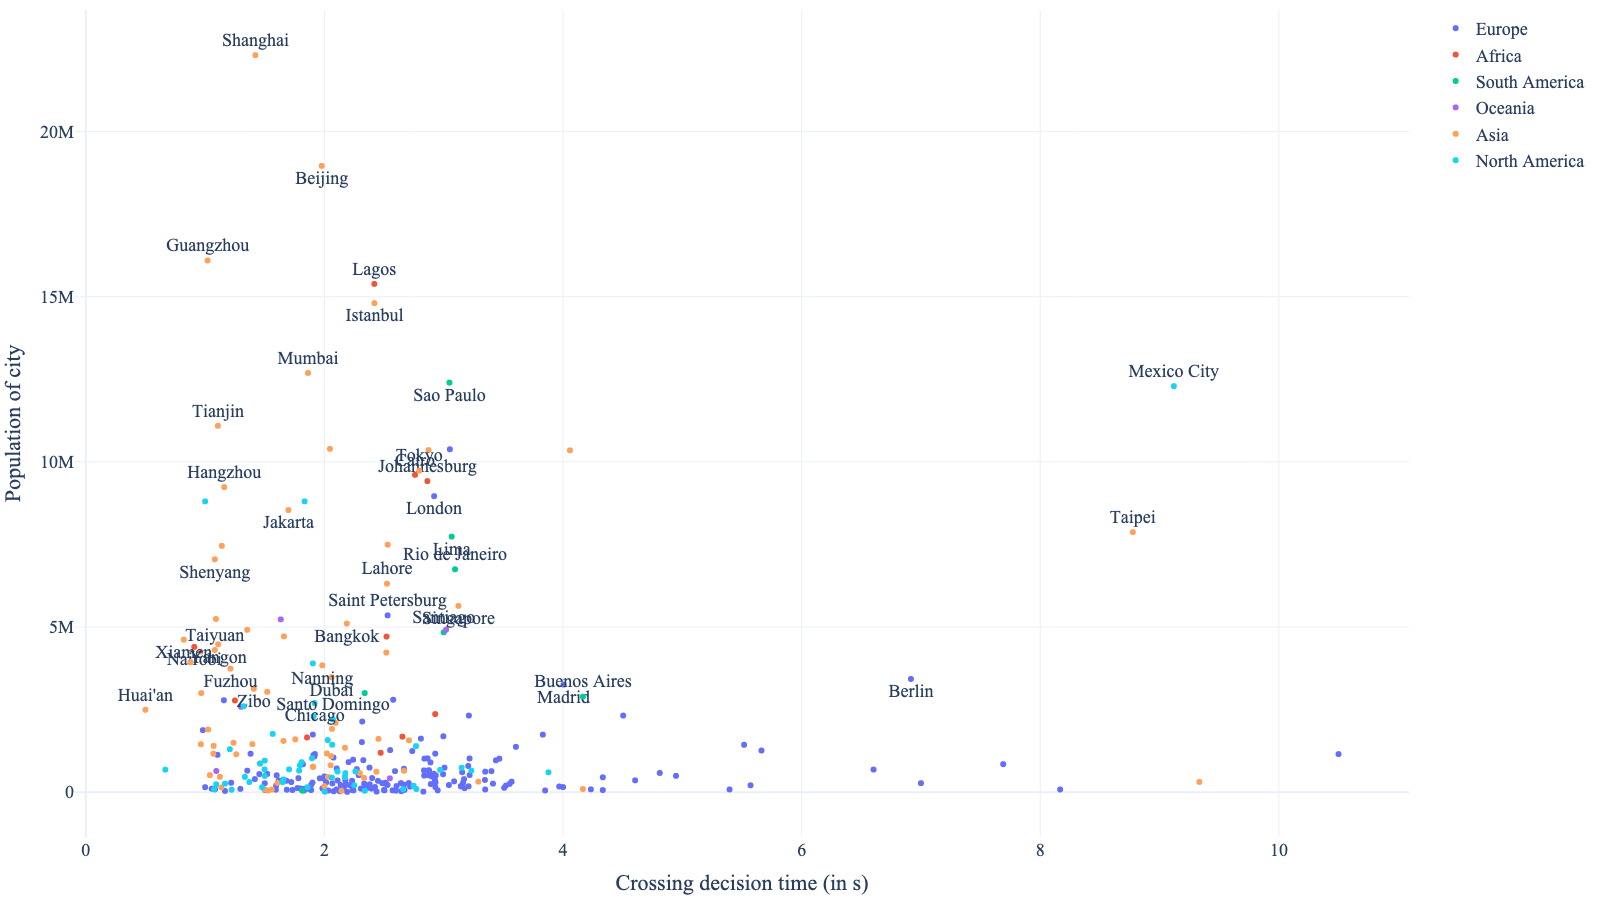 Shanghai
Europe
Africa
South America
Oceania
Asia
North America
20M
Beijing
Guangzhou
Lagos
15M
Istanbul
Mumbai
Mexico City
Sao Paulo
Tianjin
Tokyo
Cairo
10M
Johannesburg
Hangzhou
London
Jakarta
Taipei
Lima
Rio de Janeiro
Lahore
Shenyang
Saint Petersburg
Santiago
Singapore
5M
Taiyuan
Bangkok
Xiamen
Nairobi
Yangon
Fuzhou
Nanning
Buenos Aires
Dubai
Berlin
Huai'an
Madrid
Zibo
Santo Domingo
Chicago
0
0
2
4
6
8
10
Crossing decision time (in s)
Population of city